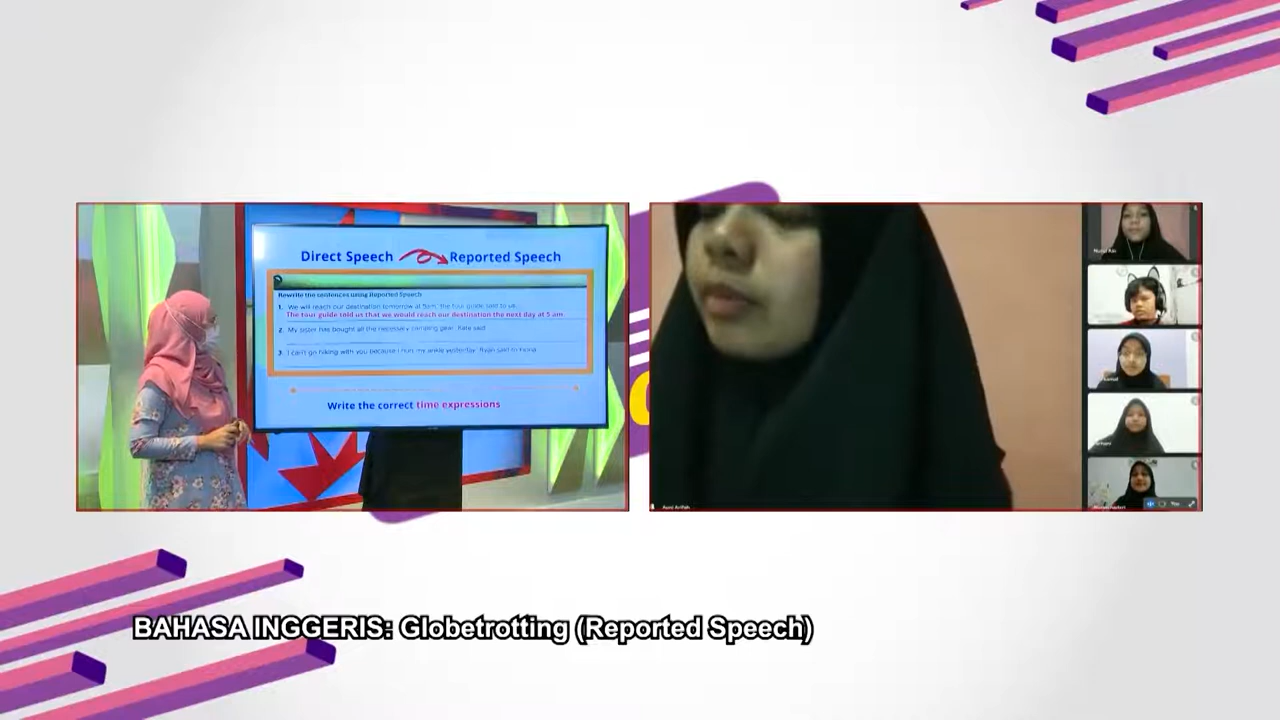 Direct Speech Reported Speech
Rewrite the sentences using Reported Speech
1. We will reach our destination tomorrow at 5am, the tour guide said to us.
The tour guide told us that we would reach our destination the next day at 5 am
2. My sister has bought all the necessary camping gear, Kate said
3. I can't go hiking with you because I hurt my ankle yesterday, Ryan said to Fiona
Write the correct time expressions
BAHASA INGGERIS: Globetrotting (Reported Speech)